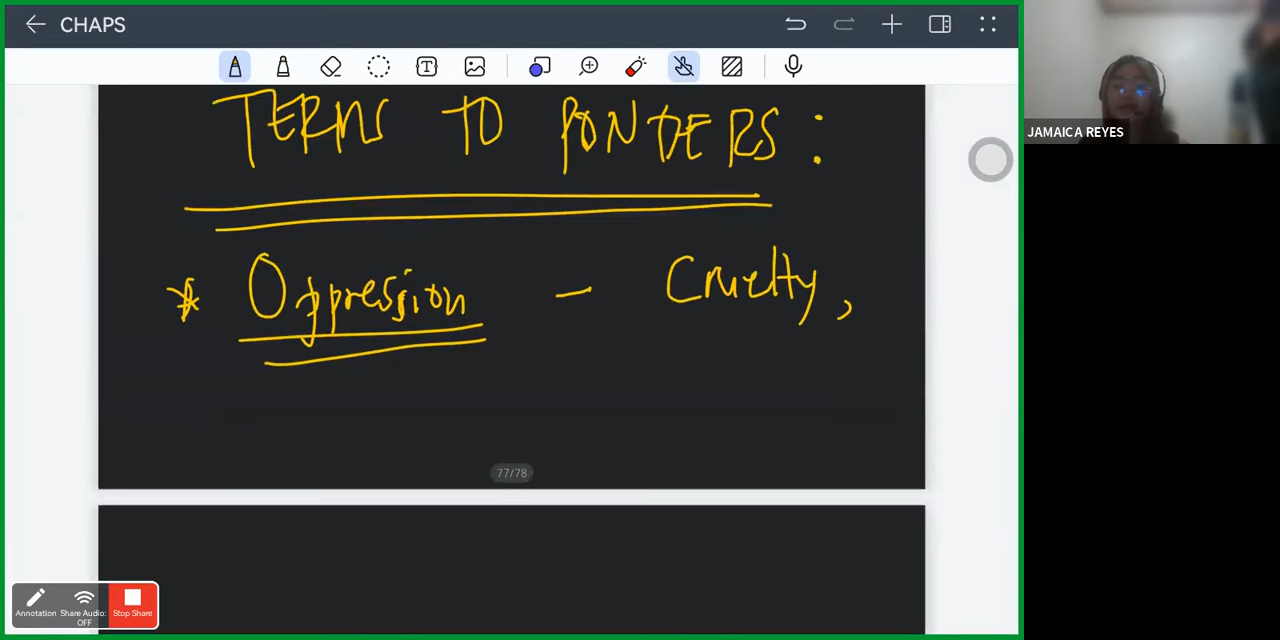 CHAPS
JAMAICA REYES
TERMS TO PONDERS :
* Oppression - Cruelty,
77/78
Annotation Share Audio: OFF Stop Share